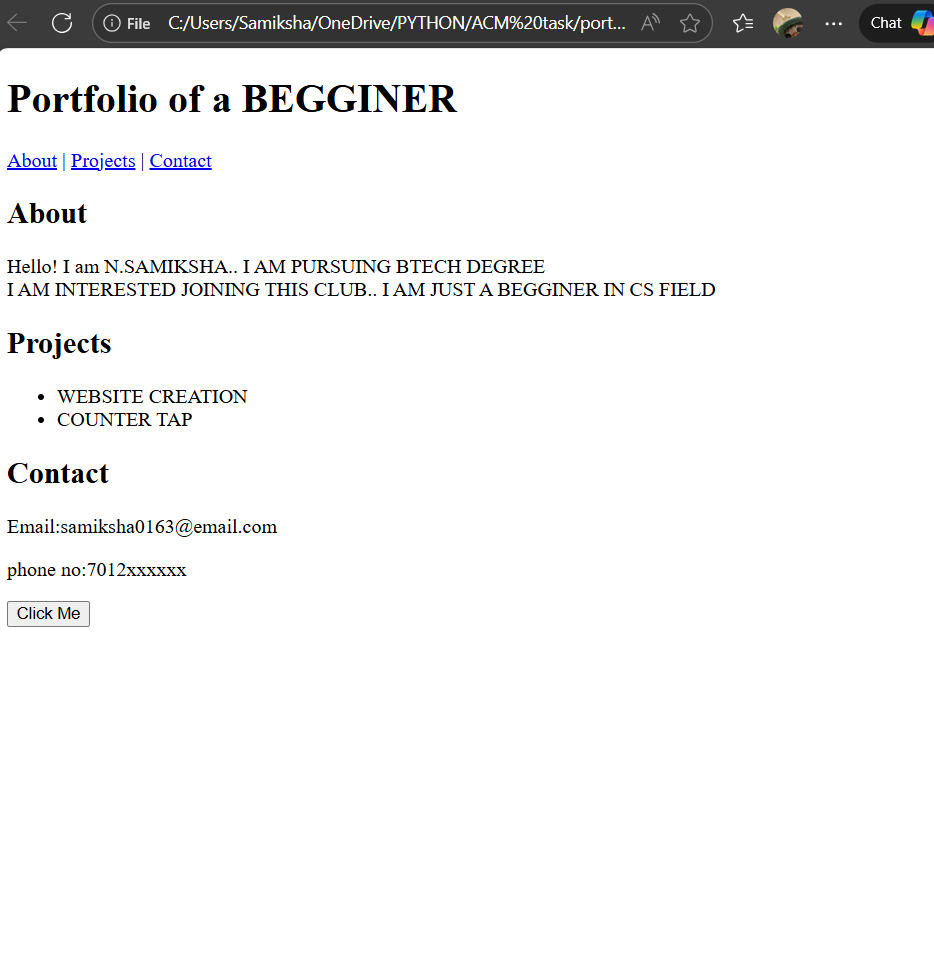 File C:/Users/Samiksha/OneDrive/PYTHON/ACM%20task/port... A Chat
Portfolio of a BEGGINER
About | Projects | Contact
About
Hello! I am N.SAMIKSHA.. I AM PURSUING BTECH DEGREE
I AM INTERESTED JOINING THIS CLUB.. I AM JUST A BEGGINER IN CS FIELD
Projects
• WEBSITE CREATION
• COUNTER TAP
Contact
Email:samiksha0163@email.com
phone no:7012xxxxxx
Click Me